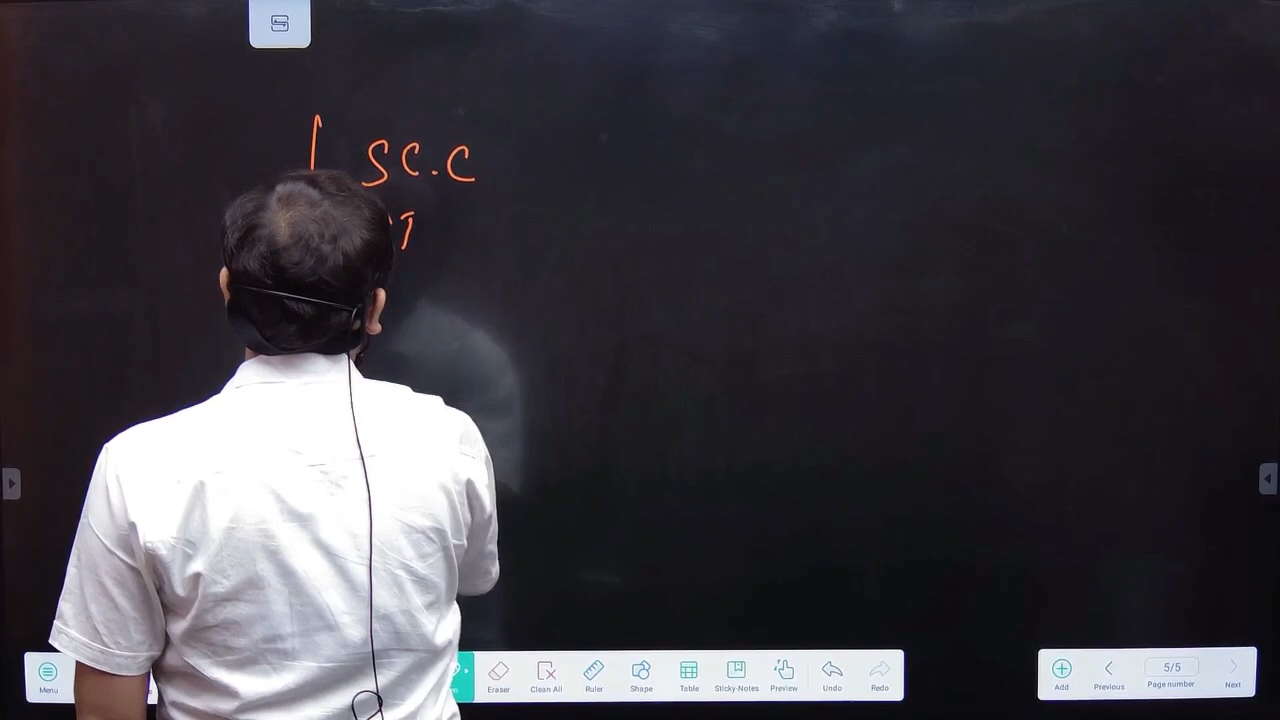 SC.C
Menu
Eraser
Clean All
Ruler
Shape
Table
Sticky-Notes
Preview
Undo
Redo
Add
Previous
5/5
Page number
Next